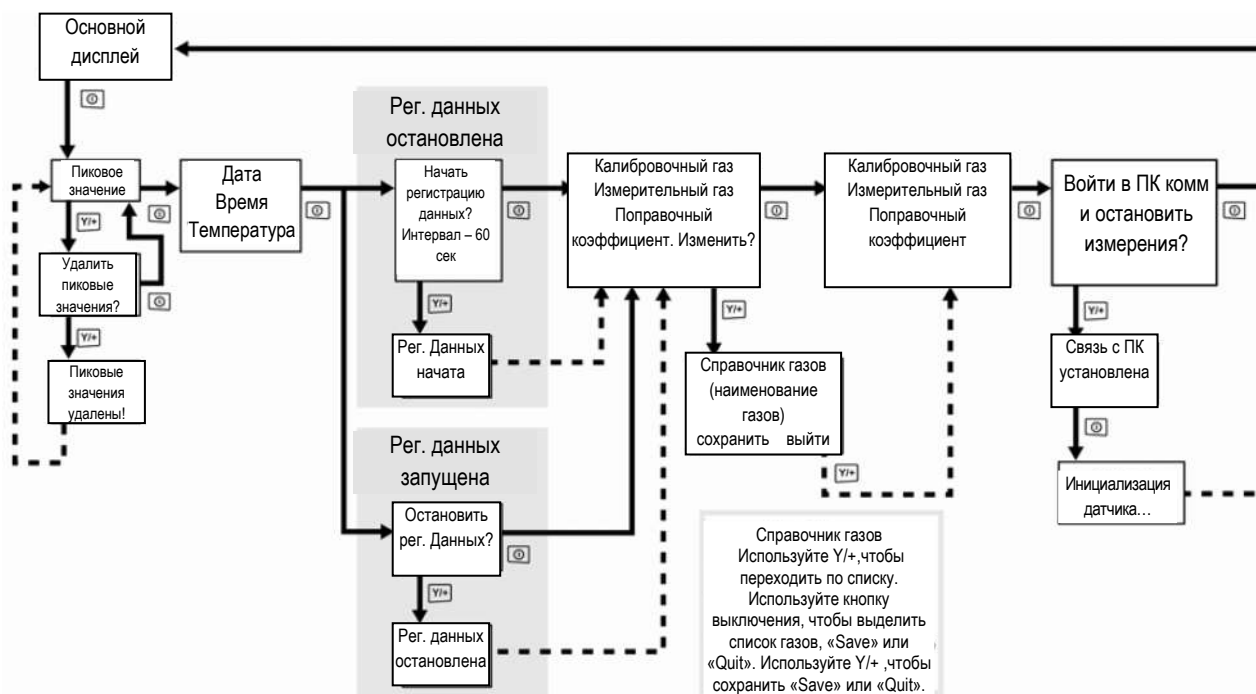 Основной
дисплей
Пиковое
значение
Y/+
Удалить
пиковые
значения?
Y/+
Пиковые
значения
удалены!
Дата
Время
Температура
Рег. данных
остановлена
Начать
регистрацию
данных?
Интервал – 60
сек
Y/+
Рег. Данных
начата
Рег. данных
запущена
Остановить
рег. Данных?
Y/+
Рег. данных
остановлена
Калибровочный газ
Измерительный газ
Поправочный
коэффициент. Изменить?
Y/+
Справочник газов
(наименование
газов)
сохранить выйти
Y/+
Калибровочный газ
Измерительный газ
Поправочный
коэффициент
Войти в ПК комм
и остановить
измерения?
Y/+
Связь с ПК
установлена
Инициализация
датчика…
Справочник газов
Используйте Y/+,чтобы
переходить по списку.
Используйте кнопку
выключения, чтобы выделить
список газов, «Save» или
«Quit». Используйте Y/+ ,чтобы
сохранить «Save» или «Quit».